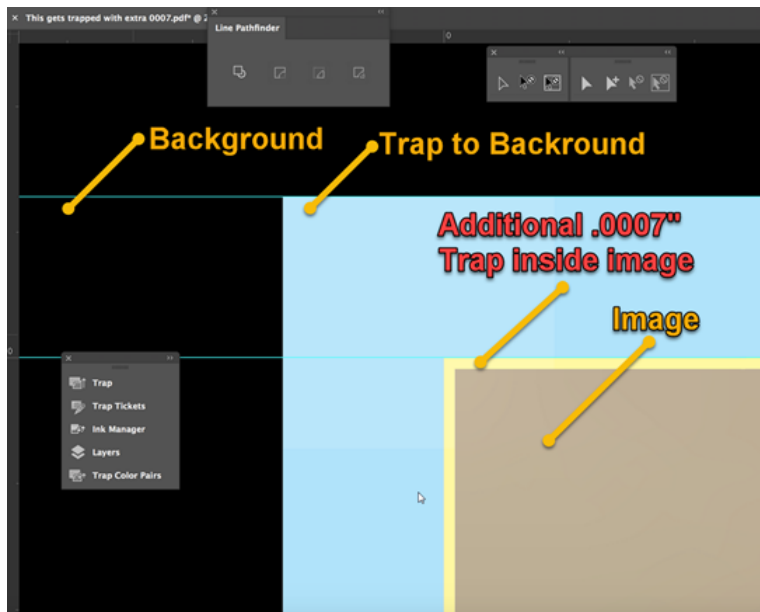 × This gets trapped with extra 0007.pdf* @ 2
Line Pathfinder
0
Background
Trap to Backround
Additional .0007"
Trap inside image
Image
0
Trap
Trap Tickets
Ink Manager
Layers
Trap Color Pairs